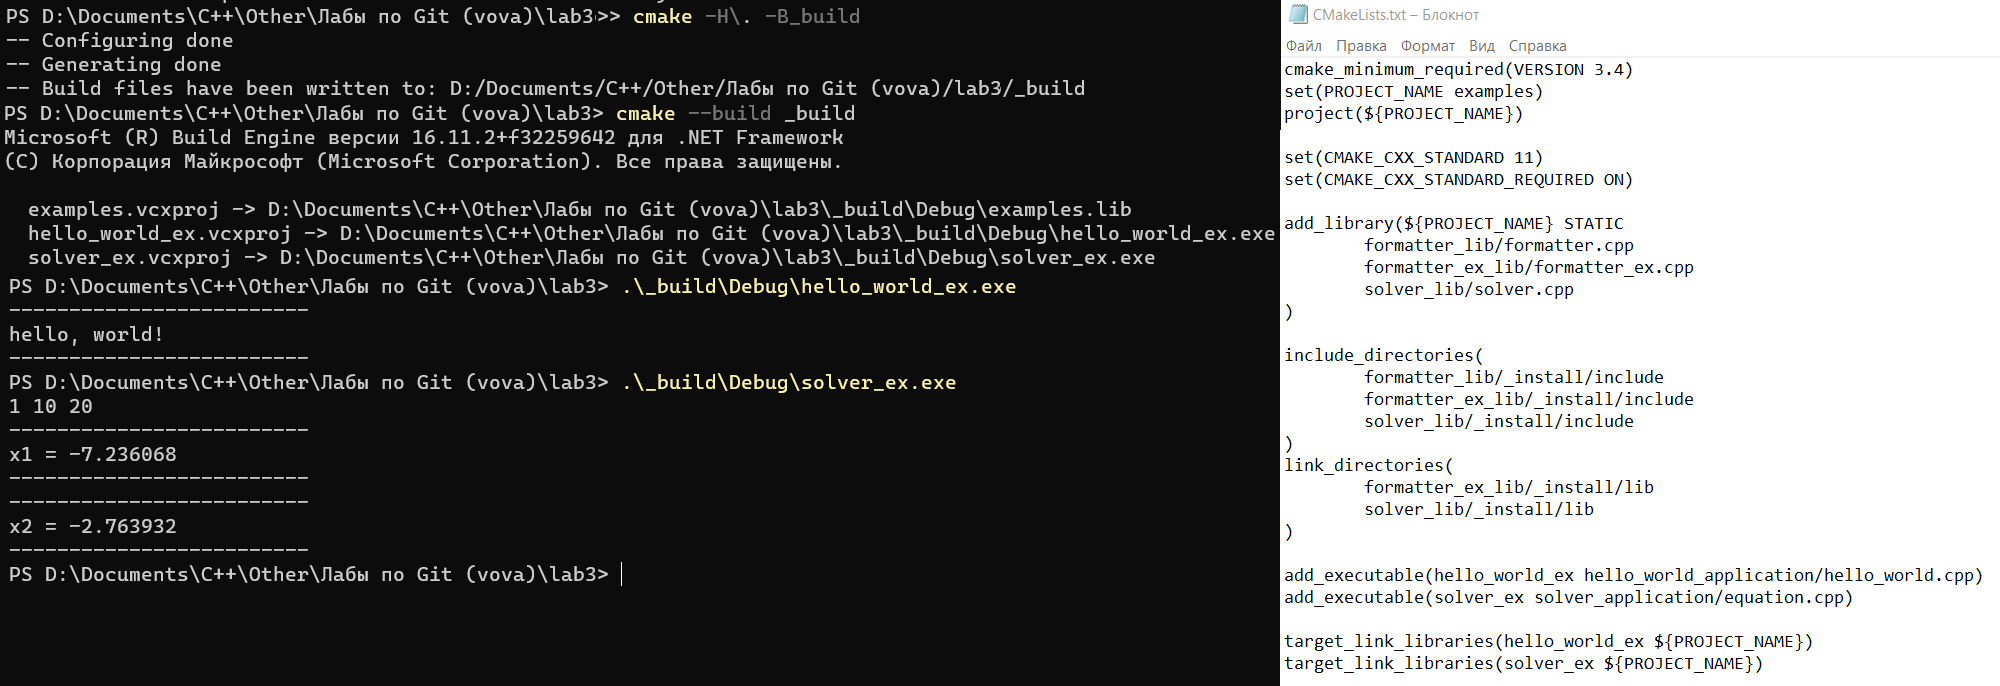 PS D:\Documents\C++\Other\Лабы по Git (vova)\lab3>> cmake -H\. -B_build
-- Configuring done
-- Generating done
-- Build files have been written to: D:/Documents/C++/Other/Лабы по Git (vova)/lab3/_build
PS D:\Documents\C++\Other\Лабы по Git (vova)\lab3> cmake --build _build
Microsoft (R) Build Engine версии 16.11.2+f32259642 для .NET Framework
(C) Корпорация Майкрософт (Microsoft Corporation). Все права защищены.
  examples.vcxproj -> D:\Documents\C++\Other\Лабы по Git (vova)\lab3\_build\Debug\examples.lib
  hello_world_ex.vcxproj -> D:\Documents\C++\Other\Лабы по Git (vova)\lab3\_build\Debug\hello_world_ex.exe
  solver_ex.vcxproj -> D:\Documents\C++\Other\Лабы по Git (vova)\lab3\_build\Debug\solver_ex.exe
PS D:\Documents\C++\Other\Лабы по Git (vova)\lab3> .\_build\Debug\hello_world_ex.exe
-------------------------
hello, world!
-------------------------
PS D:\Documents\C++\Other\Лабы по Git (vova)\lab3> .\_build\Debug\solver_ex.exe
1 10 20
-------------------------
x1 = -7.236068
-------------------------
-------------------------
x2 = -2.763932
-------------------------
PS D:\Documents\C++\Other\Лабы по Git (vova)\lab3>
CMakeLists.txt – Блокнот
Файл Правка Формат Вид Справка
cmake_minimum_required(VERSION 3.4)
set(PROJECT_NAME examples)
project(${PROJECT_NAME})
set(CMAKE_CXX_STANDARD 11)
set(CMAKE_CXX_STANDARD_REQUIRED ON)
add_library(${PROJECT_NAME} STATIC
        formatter_lib/formatter.cpp
        formatter_ex_lib/formatter_ex.cpp
        solver_lib/solver.cpp
)
include_directories(
        formatter_lib/_install/include
        formatter_ex_lib/_install/include
        solver_lib/_install/include
)
link_directories(
        formatter_ex_lib/_install/lib
        solver_lib/_install/lib
)
add_executable(hello_world_ex hello_world_application/hello_world.cpp)
add_executable(solver_ex solver_application/equation.cpp)
target_link_libraries(hello_world_ex ${PROJECT_NAME})
target_link_libraries(solver_ex ${PROJECT_NAME})